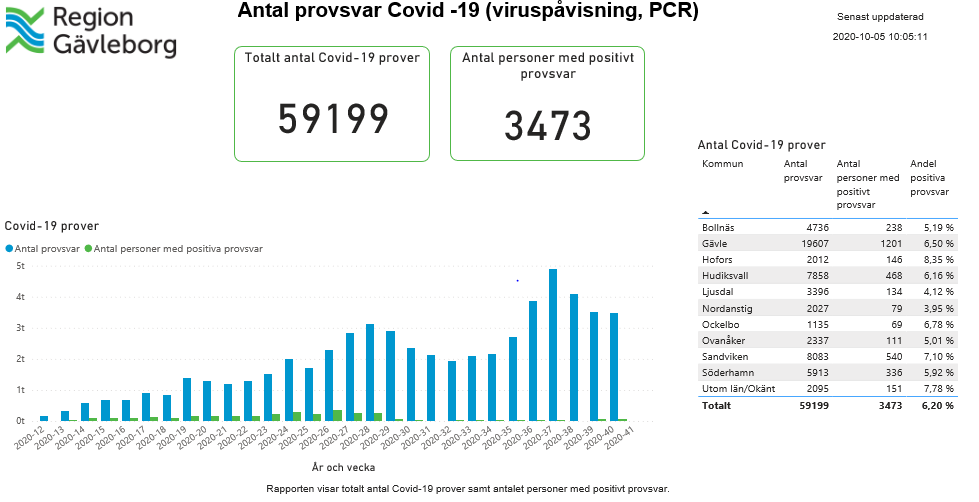 Region
Gävleborg
Antal provsvar Covid -19 (viruspåvisning, PCR)
Senast uppdaterad
2020-10-05 10:05:11
Totalt antal Covid-19 prover
59199
Antal personer med positivt
provsvar
3473
Antal Covid-19 prover
Kommun Antal Antal Andel
provsvar personer med positiva
positivt provsvar
provsvar
Bollnäs 4736 238 5,19 %
Gävle 19607 1201 6,50 %
Hofors 2012 146 8,35 %
Hudiksvall 7858 468 6,16 %
Ljusdal 3396 134 4,12 %
Nordanstig 2027 79 3,95 %
Ockelbo 1135 69 6,78 %
Ovanåker 2337 111 5,01 %
Sandviken 8083 540 7,10 %
Söderhamn 5913 336 5,92 %
Utom län/Okänt 2095 151 7,78 %
Totalt 59199 3473 6,20 %
Covid-19 prover
Antal provsvar Antal personer med positiva provsvar
5t
4t
3t
2t
1t
0t
2020-12 2020-13 2020-14 2020-15 2020-16 2020-17 2020-18 2020-19 2020-20 2020-21 2020-22 2020-23 2020-24 2020-25 2020-26 2020-27 2020-28 2020-29 2020-30 2020-31 2020-32 2020-33 2020-34 2020-35 2020-36 2020-37 2020-38 2020-39 2020-40 2020-41
År och vecka
Rapporten visar totalt antal Covid-19 prover samt antalet personer med positivt provsvar.